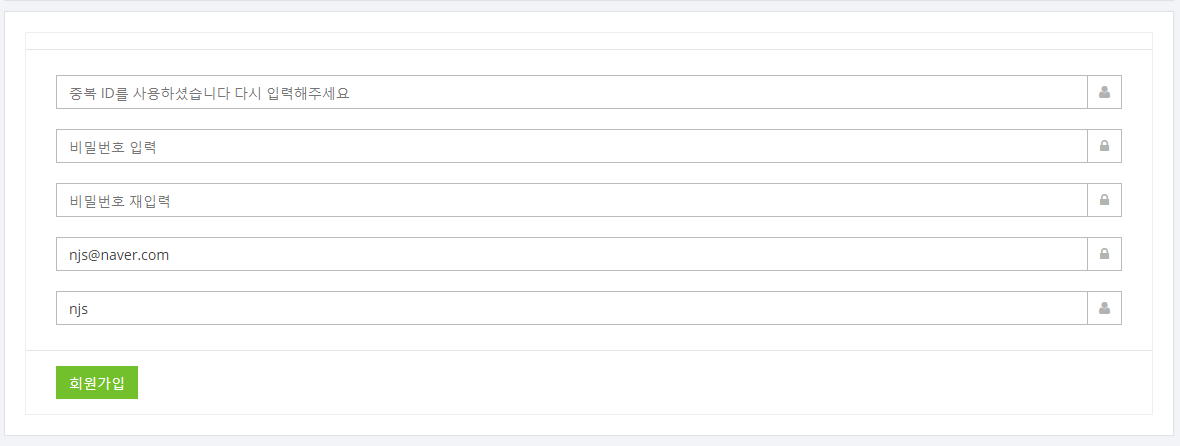 중복 ID를 사용하셨습니다 다시 입력해주세요
비밀번호 입력
비밀번호 재입력
njs@naver.com
njs
회원가입